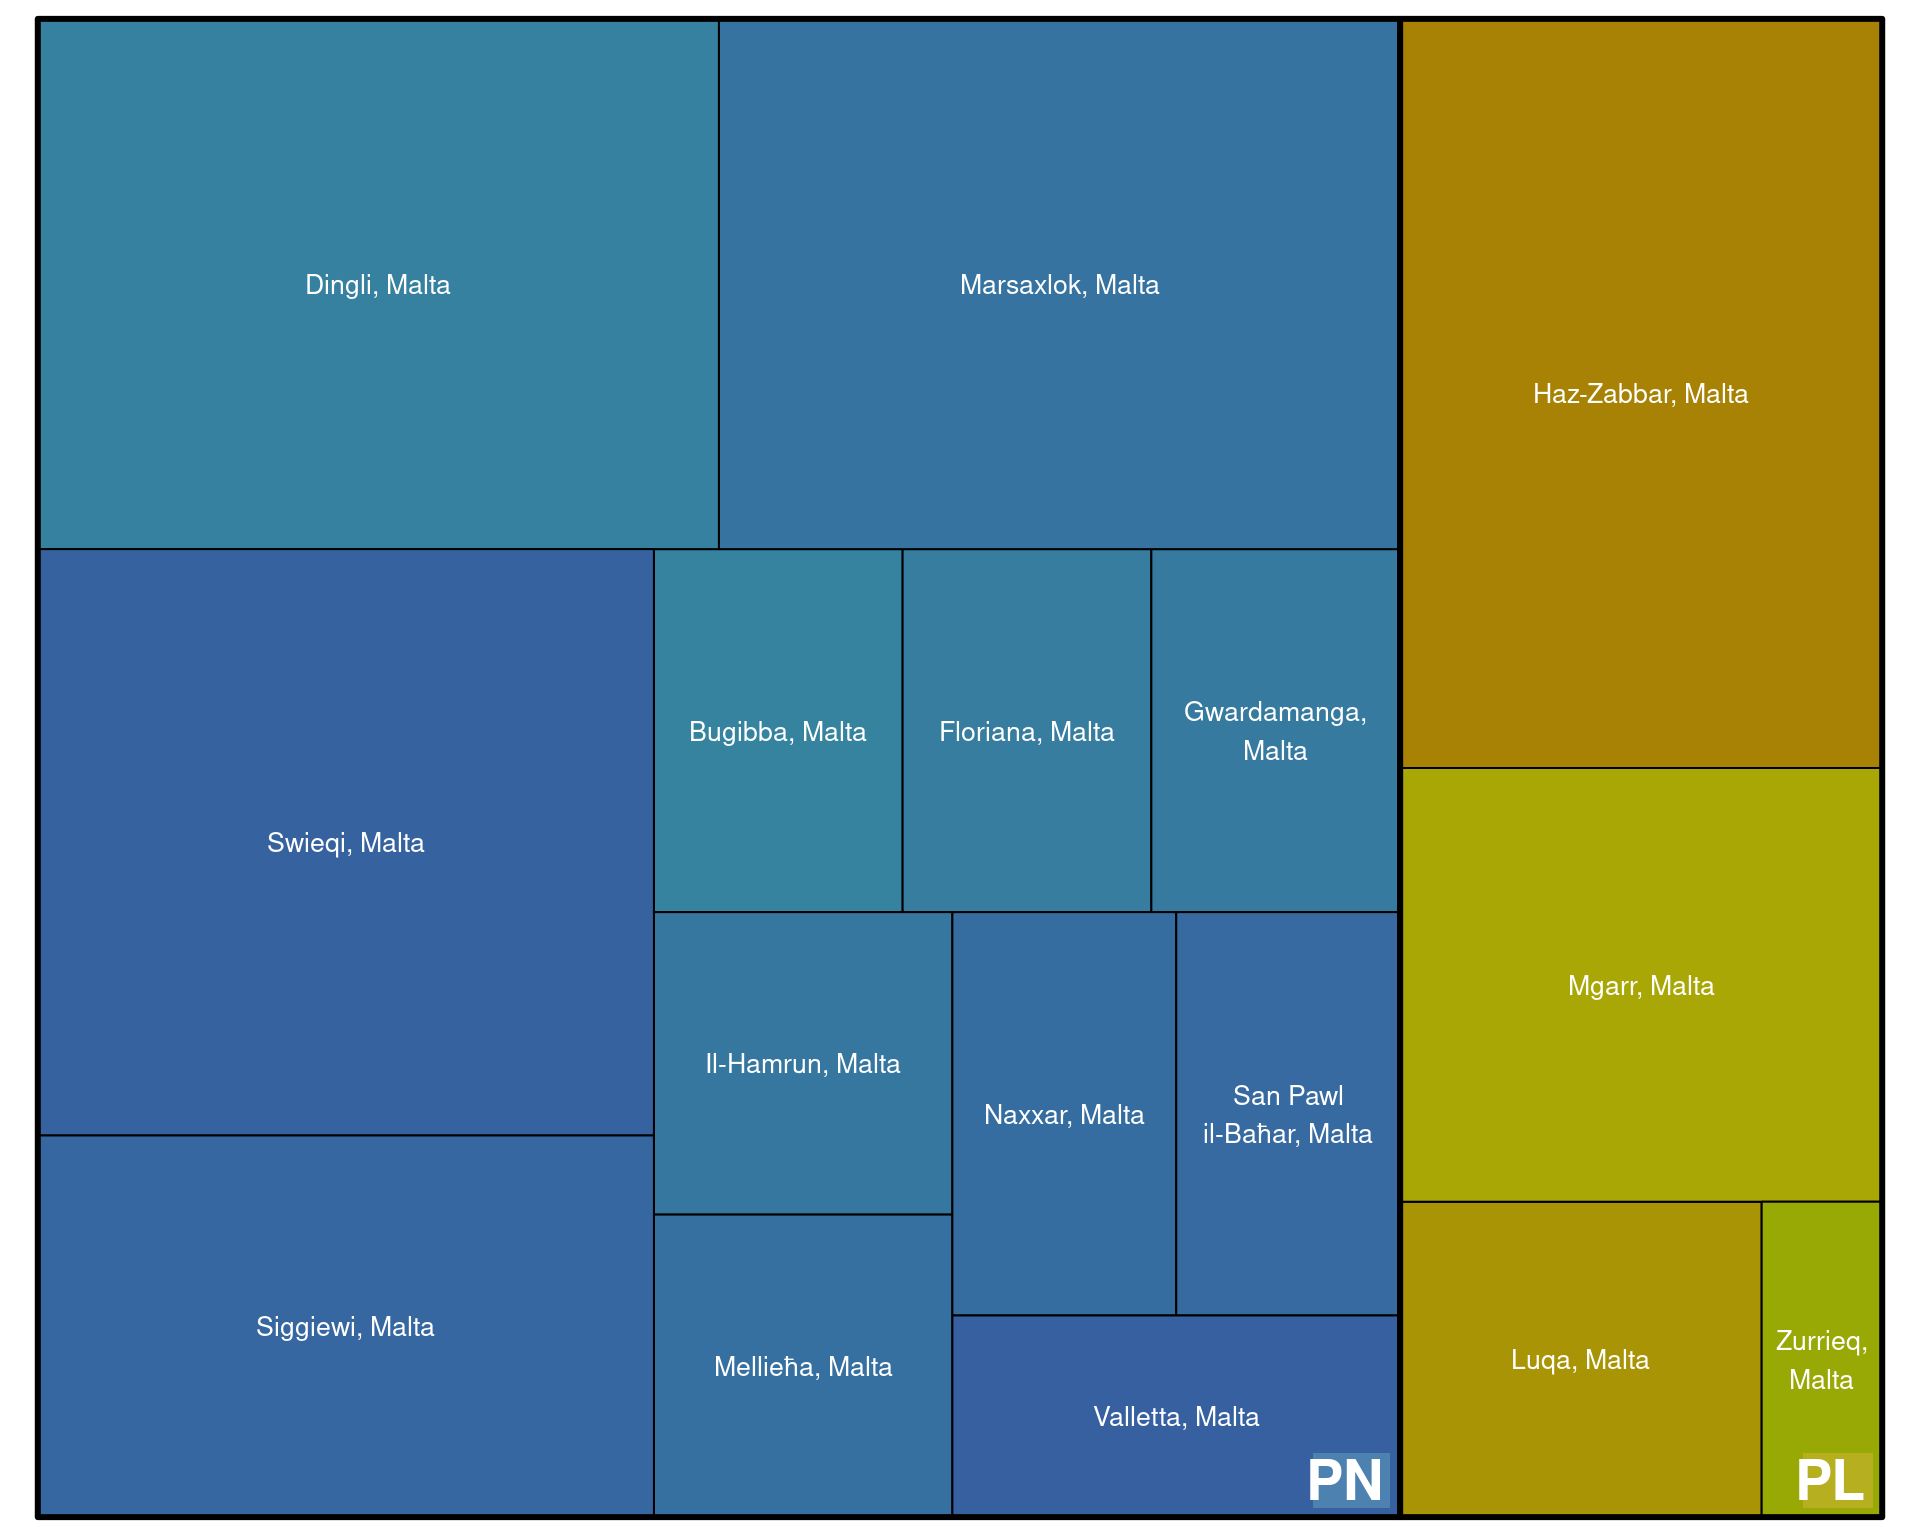 Dingli, Malta
Marsaxlok, Malta
Haz-Zabbar, Malta
Swieqi, Malta
Bugibba, Malta
Floriana, Malta
Gwardamanga,
Malta
Mgarr, Malta
Il-Hamrun, Malta
Naxxar, Malta
San Pawl
il-Baħar, Malta
Siggiewi, Malta
Mellieħa, Malta
Valletta, Malta
Luqa, Malta
Zurrieq,
Malta
PN
PL